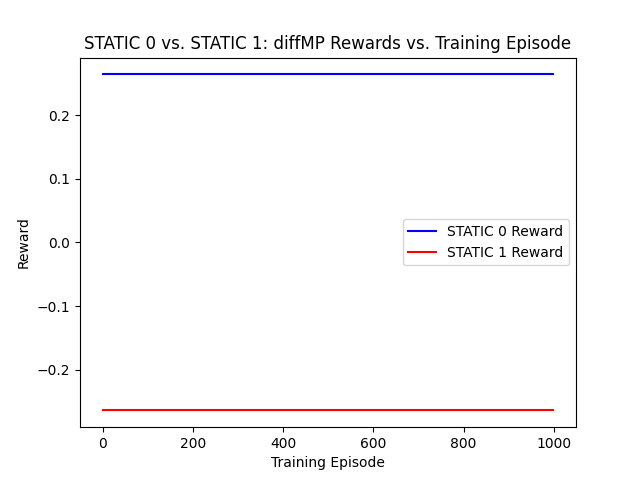 STATIC 0 vs. STATIC 1: diffMP Rewards vs. Training Episode
0.2
0.1
0.0
−0.1
−0.2
Reward
STATIC 0 Reward
STATIC 1 Reward
0 200 400 600 800 1000
Training Episode